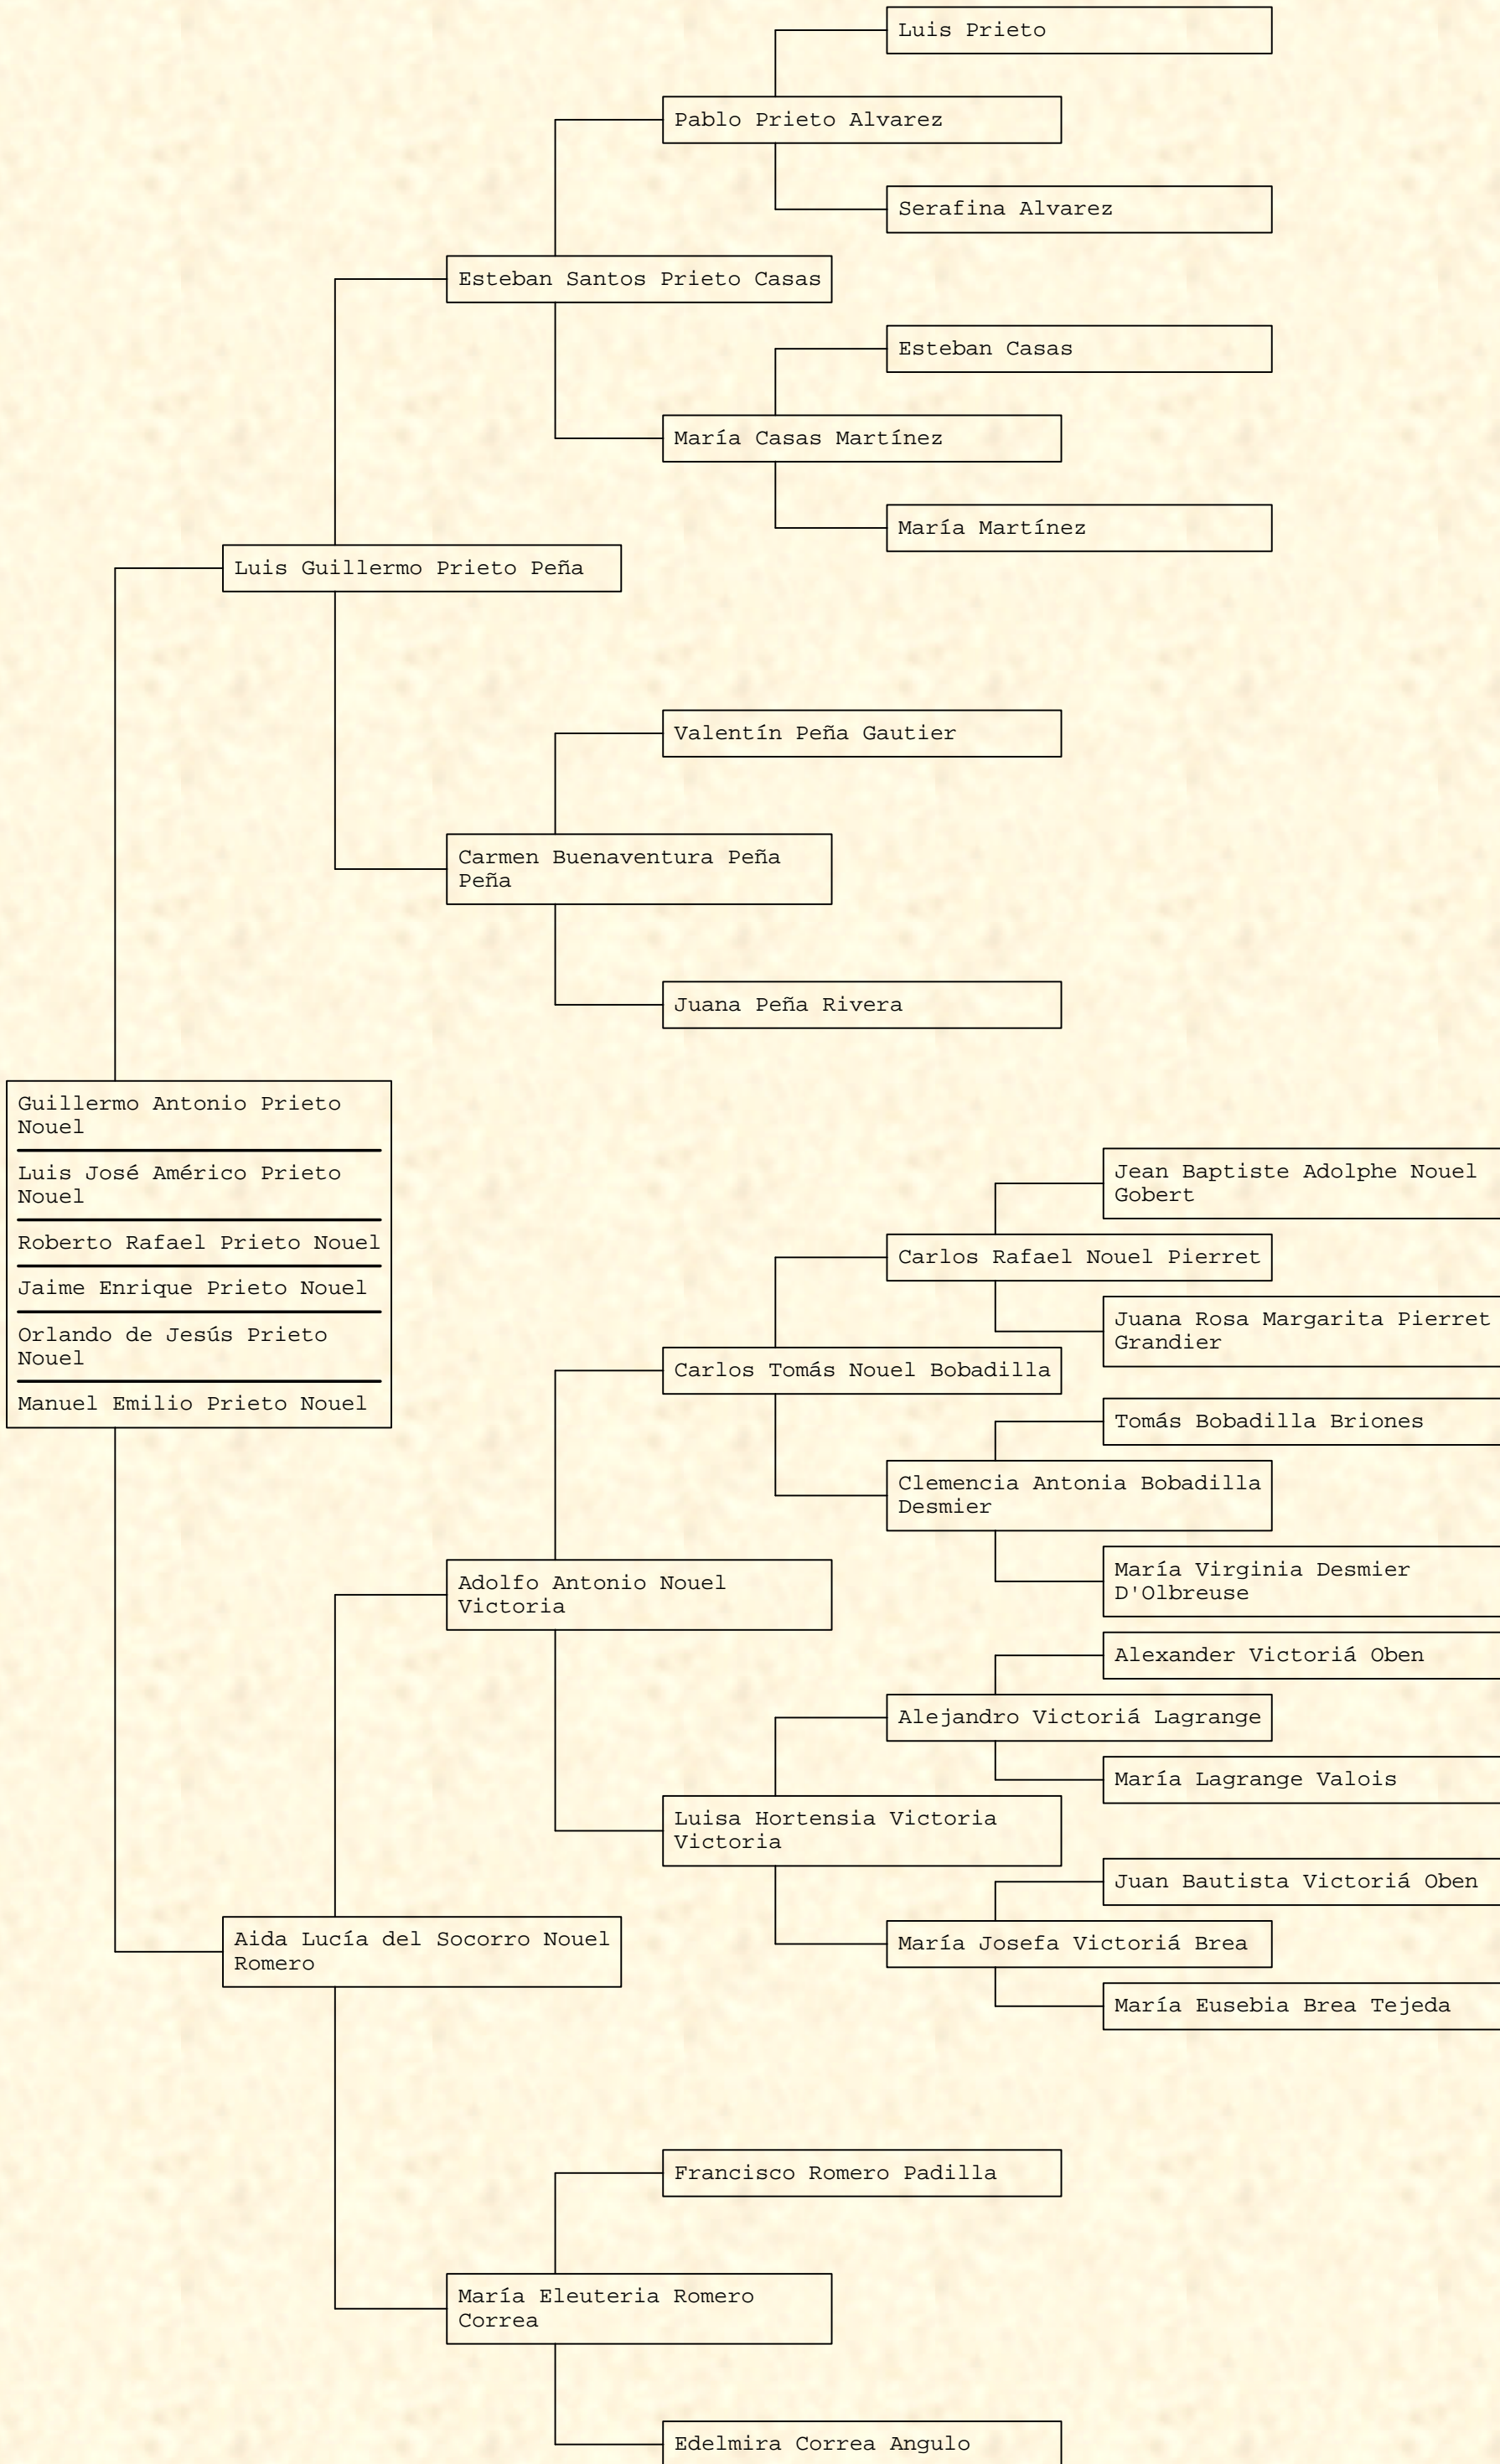 Luis Prieto
Pablo Prieto Alvarez
Serafina Alvarez
Esteban Santos Prieto Casas
Esteban Casas
María Casas Martínez
María Martínez
Luis Guillermo Prieto Peña
Valentín Peña Gautier
Carmen Buenaventura Peña
Peña
Juana Peña Rivera
Guillermo Antonio Prieto
Nouel
Luis José Américo Prieto
Nouel
Roberto Rafael Prieto Nouel
Jaime Enrique Prieto Nouel
Orlando de Jesús Prieto
Nouel
Manuel Emilio Prieto Nouel
Jean Baptiste Adolphe Nouel
Gobert
Carlos Rafael Nouel Pierret
Juana Rosa Margarita Pierret
Grandier
Carlos Tomás Nouel Bobadilla
Tomás Bobadilla Briones
Clemencia Antonia Bobadilla
Desmier
María Virginia Desmier
D'Olbreuse
Adolfo Antonio Nouel
Victoria
Alexander Victoriá Oben
Alejandro Victoriá Lagrange
María Lagrange Valois
Luisa Hortensia Victoria
Victoria
Juan Bautista Victoriá Oben
María Josefa Victoriá Brea
María Eusebia Brea Tejeda
Aida Lucía del Socorro Nouel
Romero
Francisco Romero Padilla
María Eleuteria Romero
Correa
Edelmira Correa Angulo